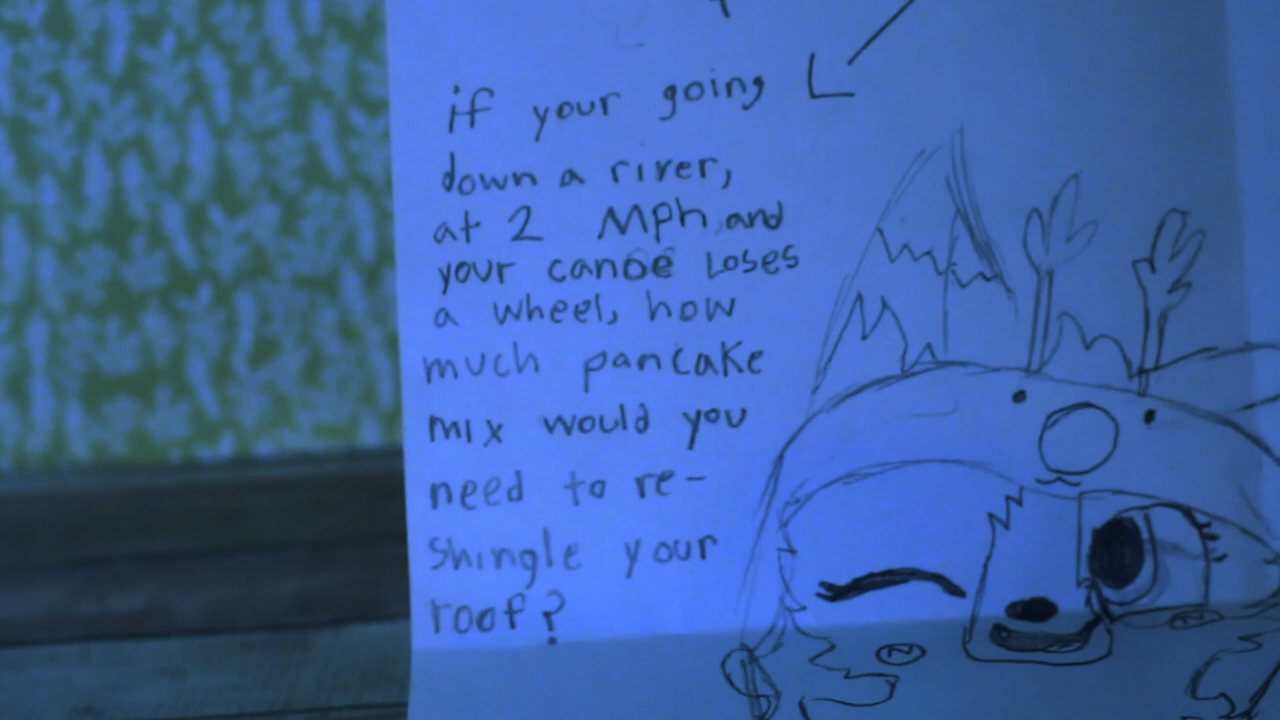 if your going
down a river,
at 2 Mph, and
your canoe Loses
a wheel, how
much pancake
mix would you
need to re-
shingle your
roof?